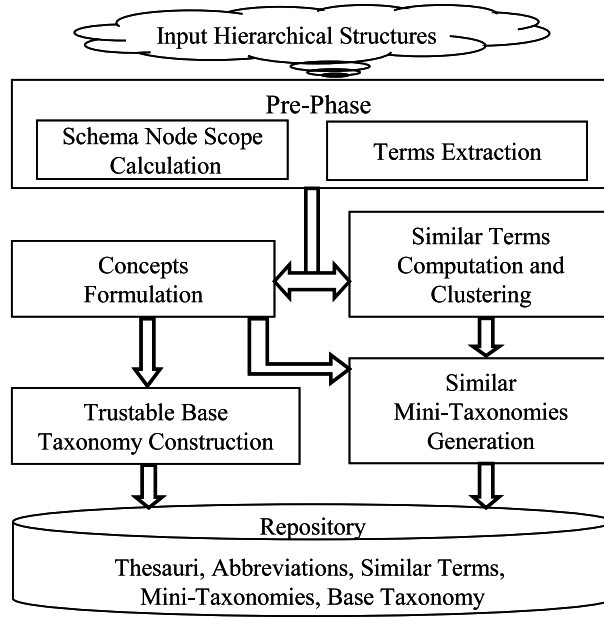 Input Hierarchical Structures
Pre-Phase
Schema Node Scope
Calculation
Terms Extraction
Concepts
Formulation
Similar Terms
Computation and
Clustering
Trustable Base
Taxonomy Construction
Similar
Mini-Taxonomies
Generation
Repository
Thesauri, Abbreviations, Similar Terms,
Mini-Taxonomies, Base Taxonomy